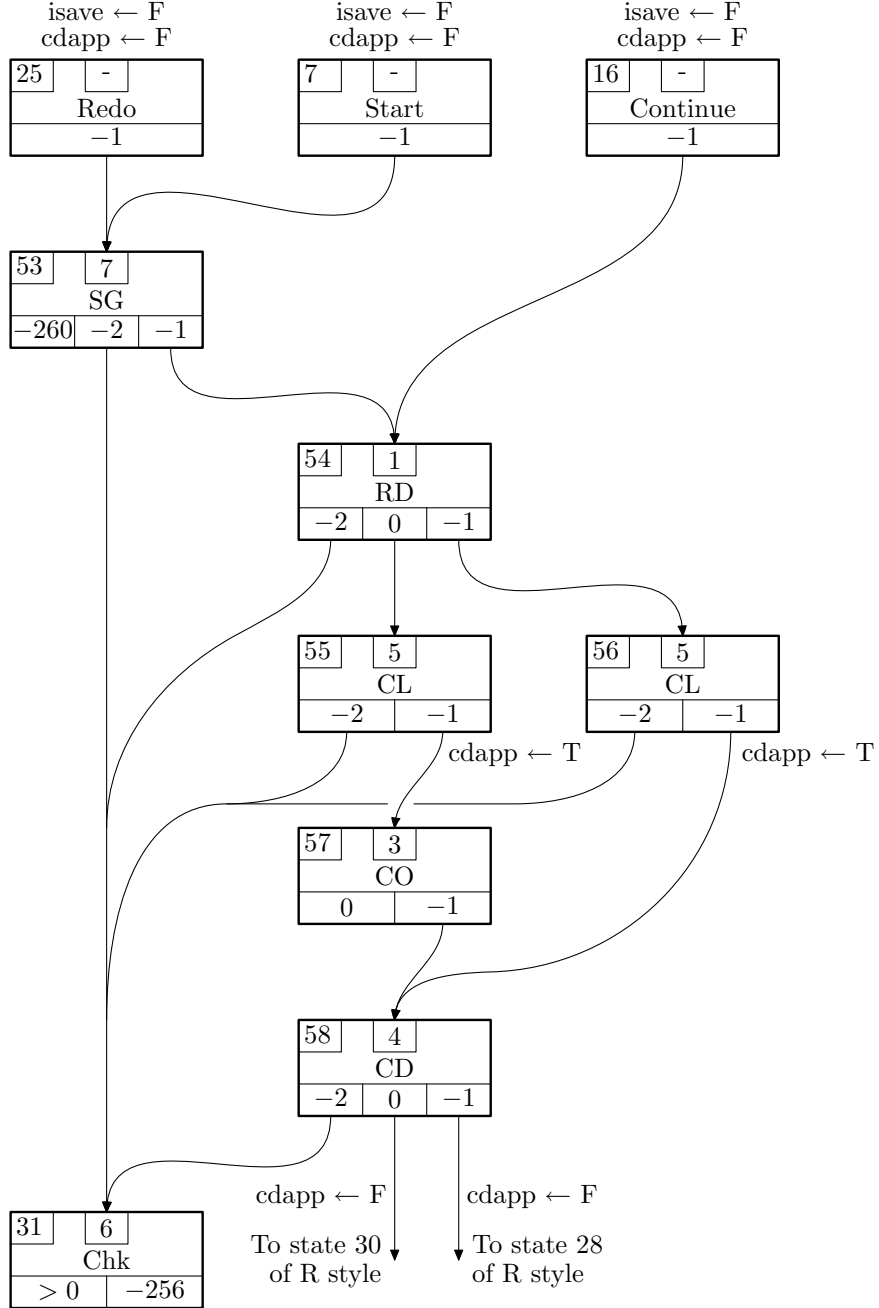 isave ← F
cdapp ← F
isave ← F
cdapp ← F
isave ← F
cdapp ← F
25 -
Redo
−1
7 -
Start
−1
16 -
Continue
−1
53 7
SG
−260 −2 −1
54 1
RD
−2 0 −1
55 5
CL
−2 −1
56 5
CL
−2 −1
cdapp ← T
cdapp ← T
57 3
CO
0 −1
58 4
CD
−2 0 −1
cdapp ← F
cdapp ← F
To state 30
of R style
To state 28
of R style
31 6
Chk
> 0 −256